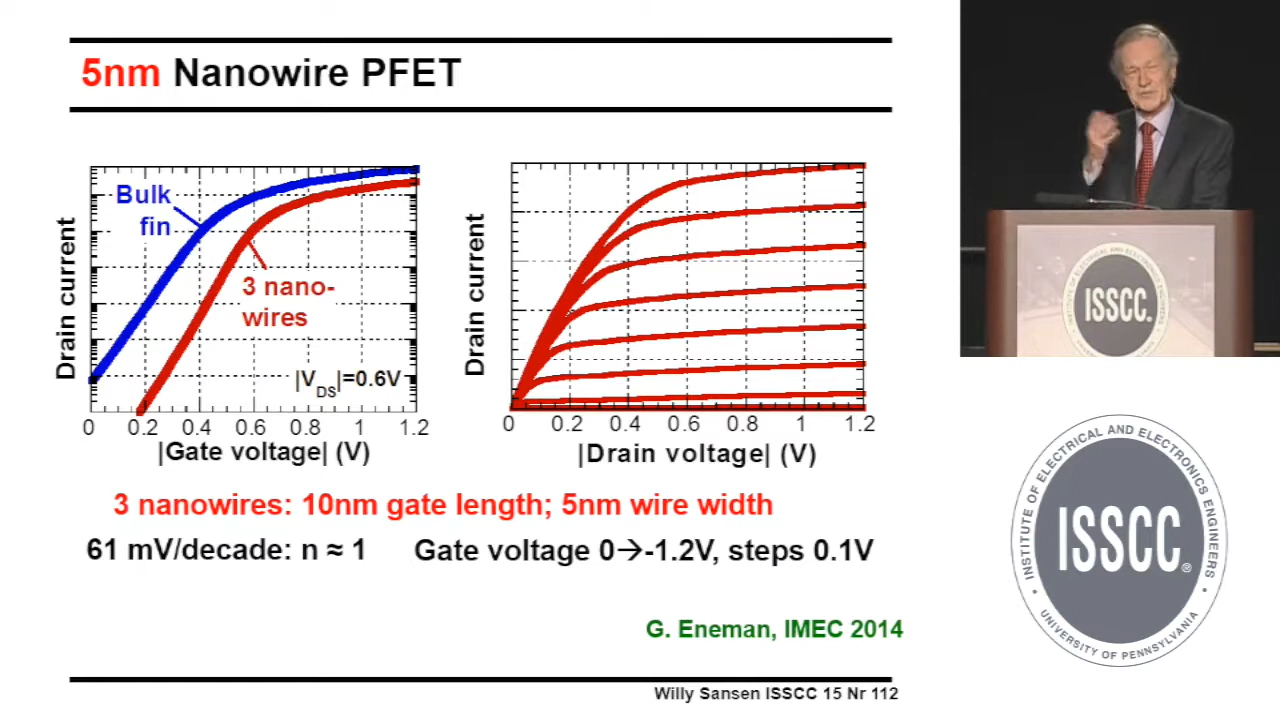 5nm Nanowire PFET
Bulk
fin
3 nano-
wires
|VDS|=0.6V
Drain current
0 0.2 0.4 0.6 0.8 1.2
|Gate voltage| (V)
Drain current
0 0.2 0.4 0.6 0.8 1.2
|Drain voltage| (V)
3 nanowires: 10nm gate length; 5nm wire width
61 mV/decade: n ≈ 1
Gate voltage 0→-1.2V, steps 0.1V
G. Eneman, IMEC 2014
Willy Sansen ISSCC 15 Nr 112
ISSCC.
INSTITUTE OF ELECTRICAL AND ELECTRONICS ENGINEERS
ISSCC®
UNIVERSITY OF PENNSYLVANIA